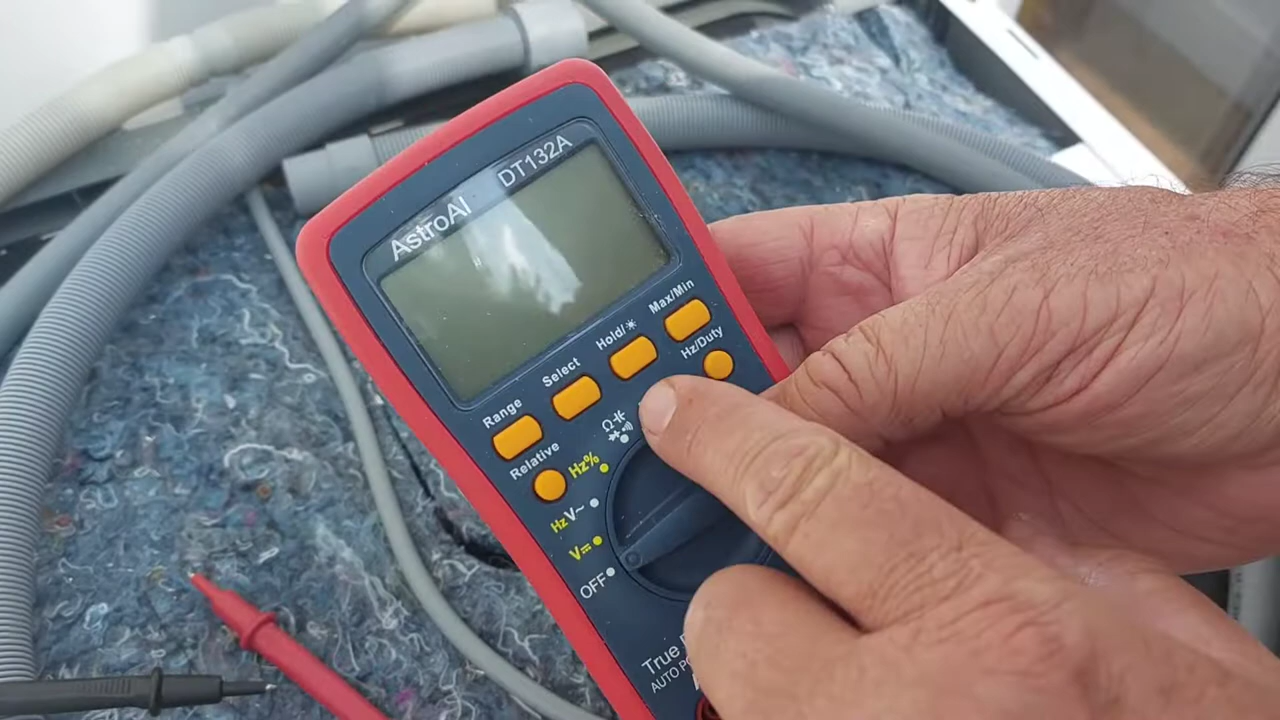 AstroAI DT132A
Range
Select
Hold/☀
Max/Min
Relative
Hz/Duty
Ω
Hz%
Hz V~
V⎓
OFF
True
AUTO